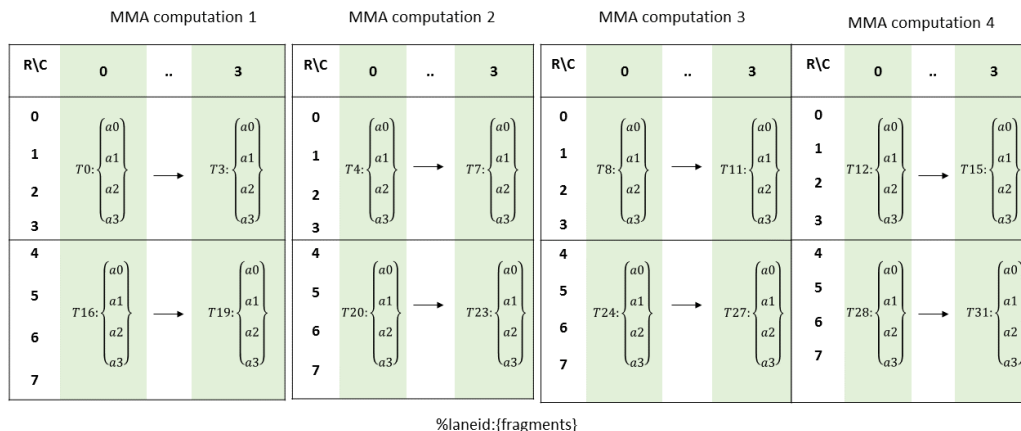 MMA computation 1 MMA computation 2 MMA computation 3 MMA computation 4
R\C 0 .. 3 R\C 0 .. 3 R\C 0 .. 3 R\C 0 .. 3
0 a0 a0 0 a0 a0 0 a0 a0 0 a0 a0
1 a1 a1 1 a1 a1 1 a1 a1 1 a1 a1
T0: → T3: T4: → T7: T8: → T11: T12: → T15:
2 a2 a2 2 a2 a2 2 a2 a2 2 a2 a2
3 a3 a3 3 a3 a3 3 a3 a3 3 a3 a3
4 a0 a0 4 a0 a0 4 a0 a0 4 a0 a0
5 a1 a1 5 a1 a1 5 a1 a1 5 a1 a1
T16: → T19: T20: → T23: T24: → T27: T28: → T31:
6 a2 a2 6 a2 a2 6 a2 a2 6 a2 a2
7 a3 a3 7 a3 a3 7 a3 a3 7 a3 a3
%laneid:{fragments}